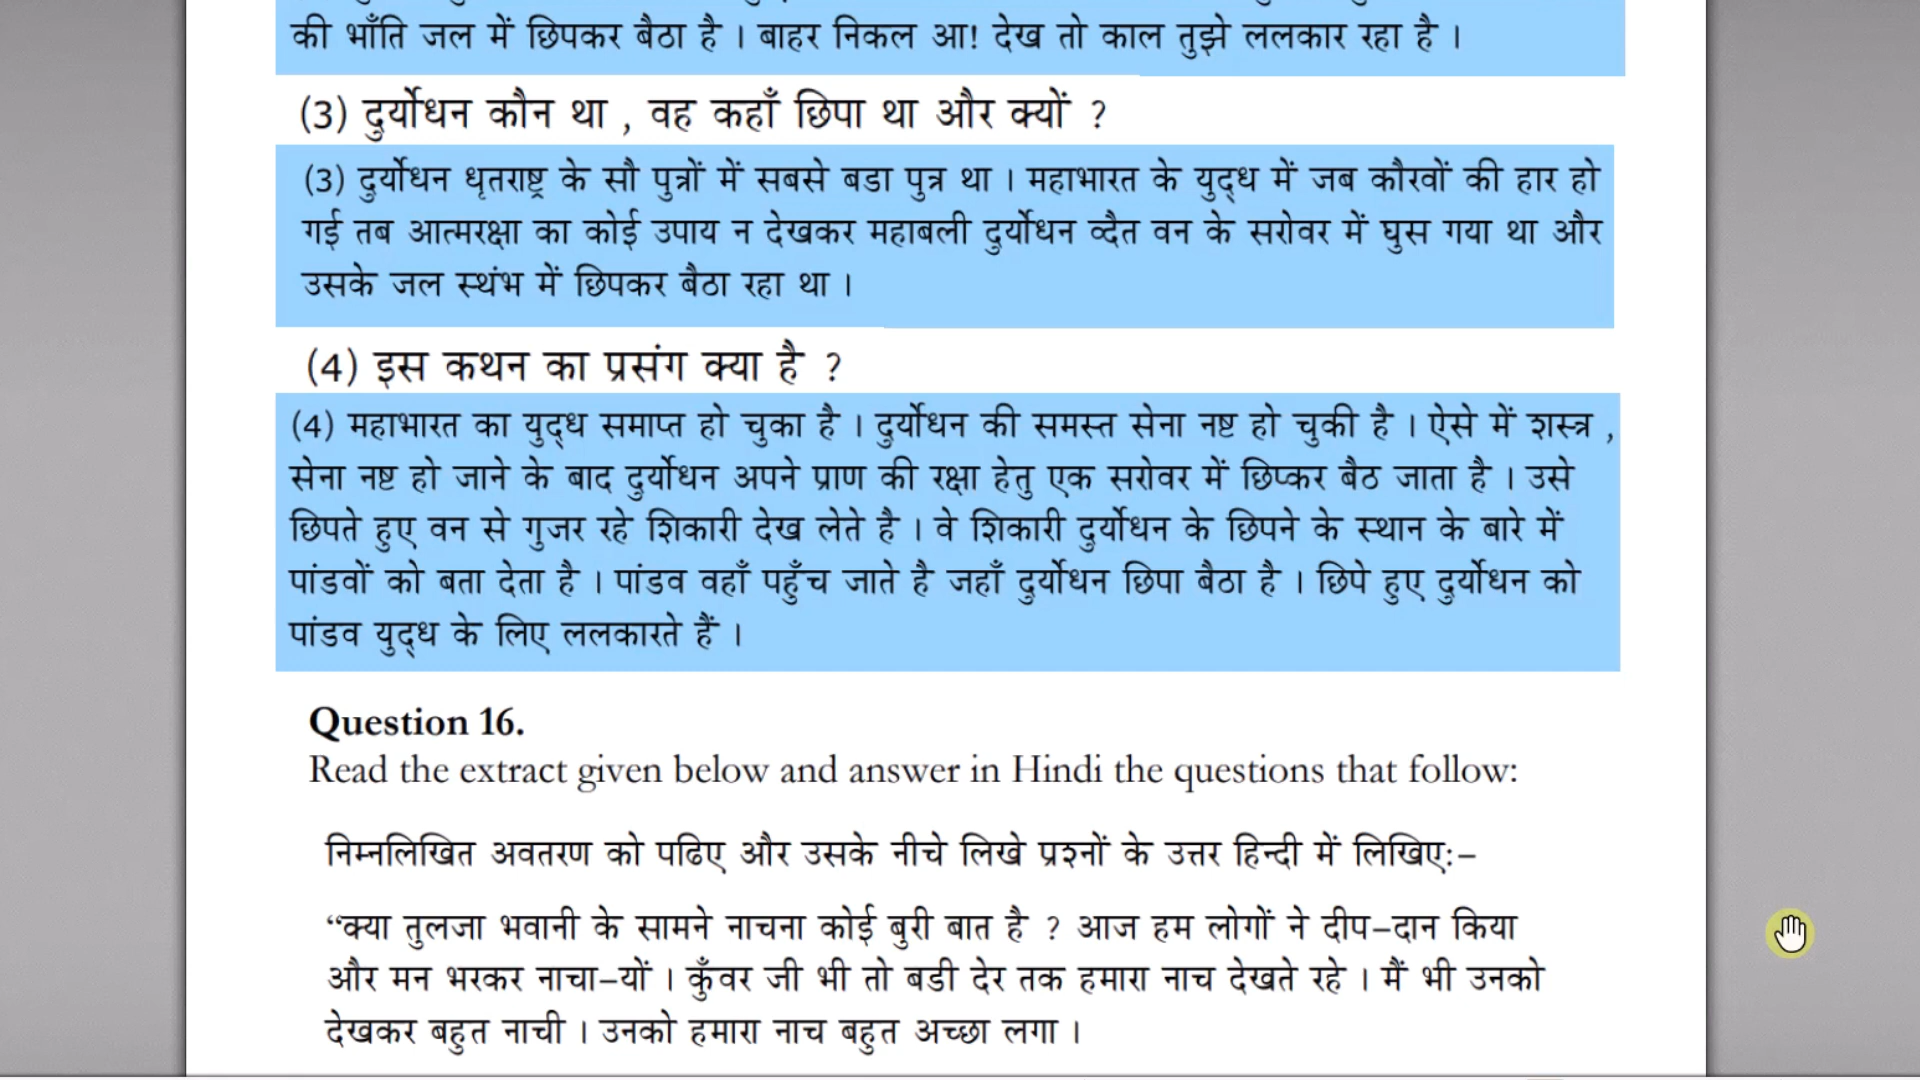 की भाँति जल में छिपकर बैठा है । बाहर निकल आ! देख तो काल तुझे ललकार रहा है ।
(3) दुर्योधन कौन था , वह कहाँ छिपा था और क्यों ?
(3) दुर्योधन धृतराष्ट्र के सौ पुत्रों में सबसे बडा पुत्र था । महाभारत के युद्ध में जब कौरवों की हार हो
गई तब आत्मरक्षा का कोई उपाय न देखकर महाबली दुर्योधन व्दैत वन के सरोवर में घुस गया था और
उसके जल स्थंभ में छिपकर बैठा रहा था ।
(4) इस कथन का प्रसंग क्या है ?
(4) महाभारत का युद्ध समाप्त हो चुका है । दुर्योधन की समस्त सेना नष्ट हो चुकी है । ऐसे में शस्त्र ,
सेना नष्ट हो जाने के बाद दुर्योधन अपने प्राण की रक्षा हेतु एक सरोवर में छिप्कर बैठ जाता है । उसे
छिपते हुए वन से गुजर रहे शिकारी देख लेते है । वे शिकारी दुर्योधन के छिपने के स्थान के बारे में
पांडवों को बता देता है । पांडव वहाँ पहुँच जाते है जहाँ दुर्योधन छिपा बैठा है । छिपे हुए दुर्योधन को
पांडव युद्ध के लिए ललकारते हैं ।
Question 16.
Read the extract given below and answer in Hindi the questions that follow:
निम्नलिखित अवतरण को पढिए और उसके नीचे लिखे प्रश्नों के उत्तर हिन्दी में लिखिए:–
“क्या तुलजा भवानी के सामने नाचना कोई बुरी बात है ? आज हम लोगों ने दीप–दान किया
और मन भरकर नाचा–यों । कुँवर जी भी तो बडी देर तक हमारा नाच देखते रहे । मैं भी उनको
देखकर बहुत नाची । उनको हमारा नाच बहुत अच्छा लगा ।